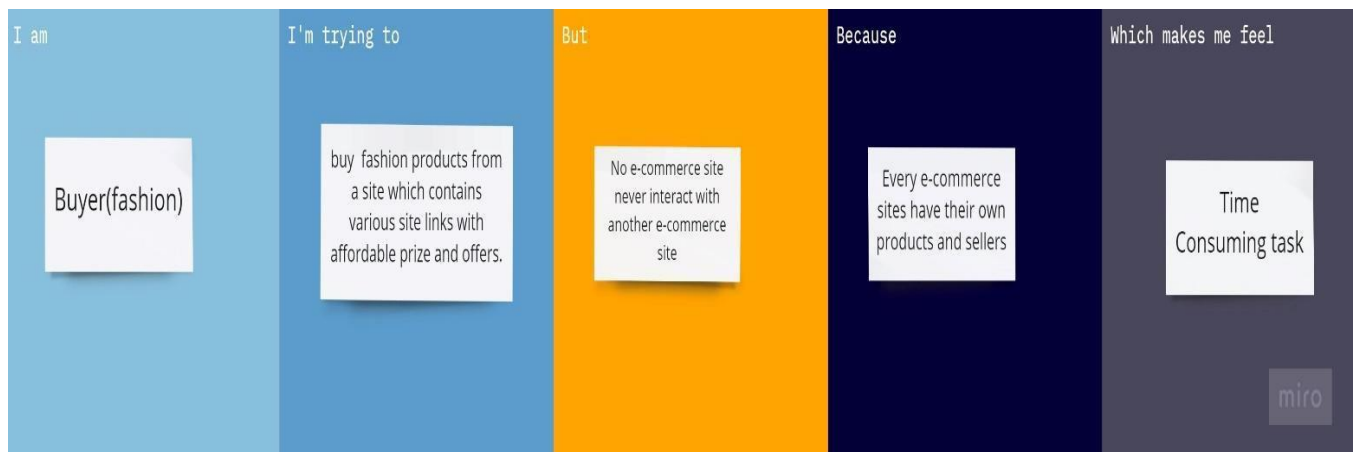 I am
Buyer(fashion)
I'm trying to
buy fashion products from
a site which contains
various site links with
affordable prize and offers.
But
No e-commerce site
never interact with
another e-commerce
site
Because
Every e-commerce
sites have their own
products and sellers
Which makes me feel
Time
Consuming task
miro